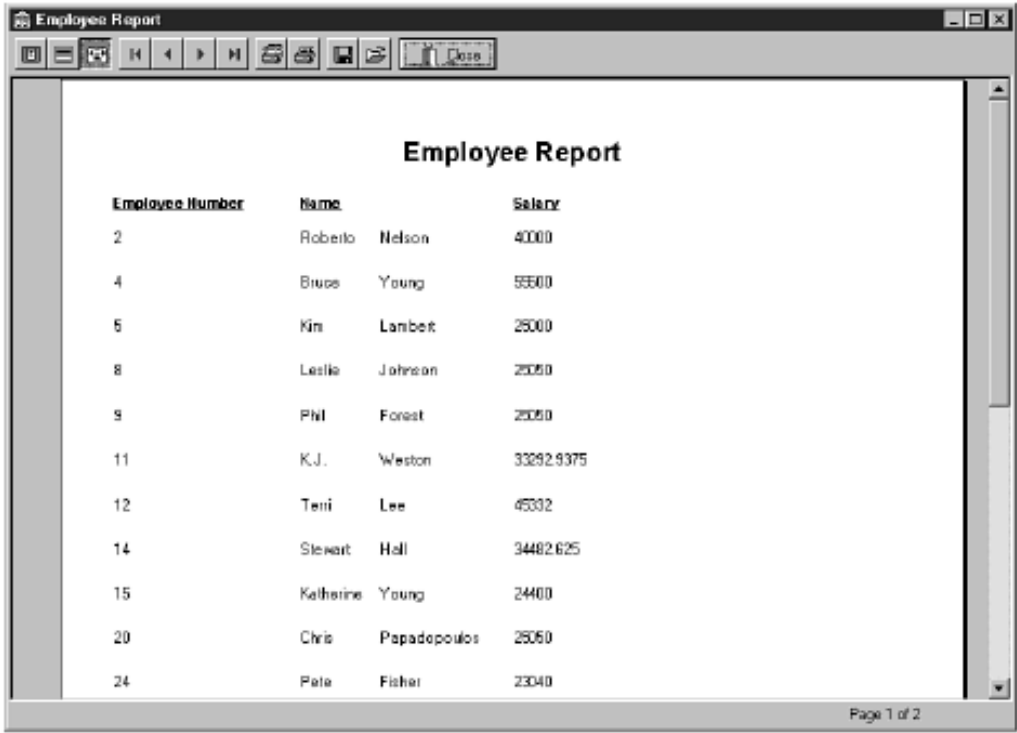 Employee Report
Close
Employee Report
Employee Number Name Salary
2 Roberto Nelson 40000
4 Bruce Young 55500
5 Kim Lambert 25000
8 Leslie Johnson 25050
9 Phil Forest 25050
11 K.J. Weston 33292.9375
12 Terri Lee 45332
14 Stewart Hall 34482.625
15 Katherine Young 24400
20 Chris Papadopoulos 25050
24 Pete Fisher 23040
Page 1 of 2